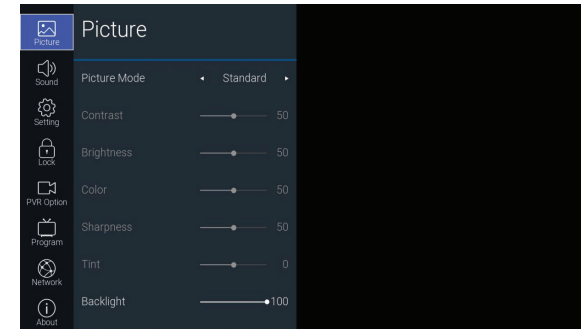 Picture
Sound
Setting
Lock
PVR Option
Program
Network
About
Picture
Picture Mode Standard
Contrast 50
Brightness 50
Color 50
Sharpness 50
Tint 0
Backlight 100